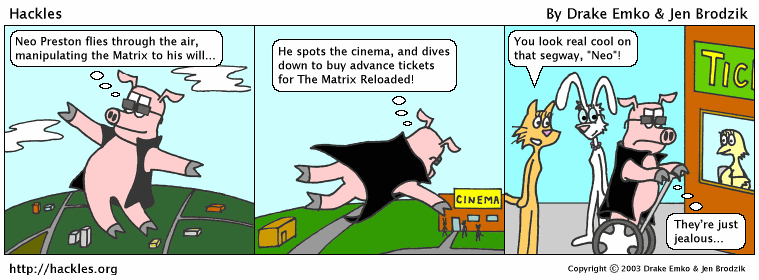 Hackles
By Drake Emko & Jen Brodzik
Neo Preston flies through the air,
manipulating the Matrix to his will...
He spots the cinema, and dives
down to buy advance tickets
for The Matrix Reloaded!
CINEMA
You look real cool on
that segway, "Neo"!
TIC
They're just
jealous...
http://hackles.org
Copyright © 2003 Drake Emko & Jen Brodzik